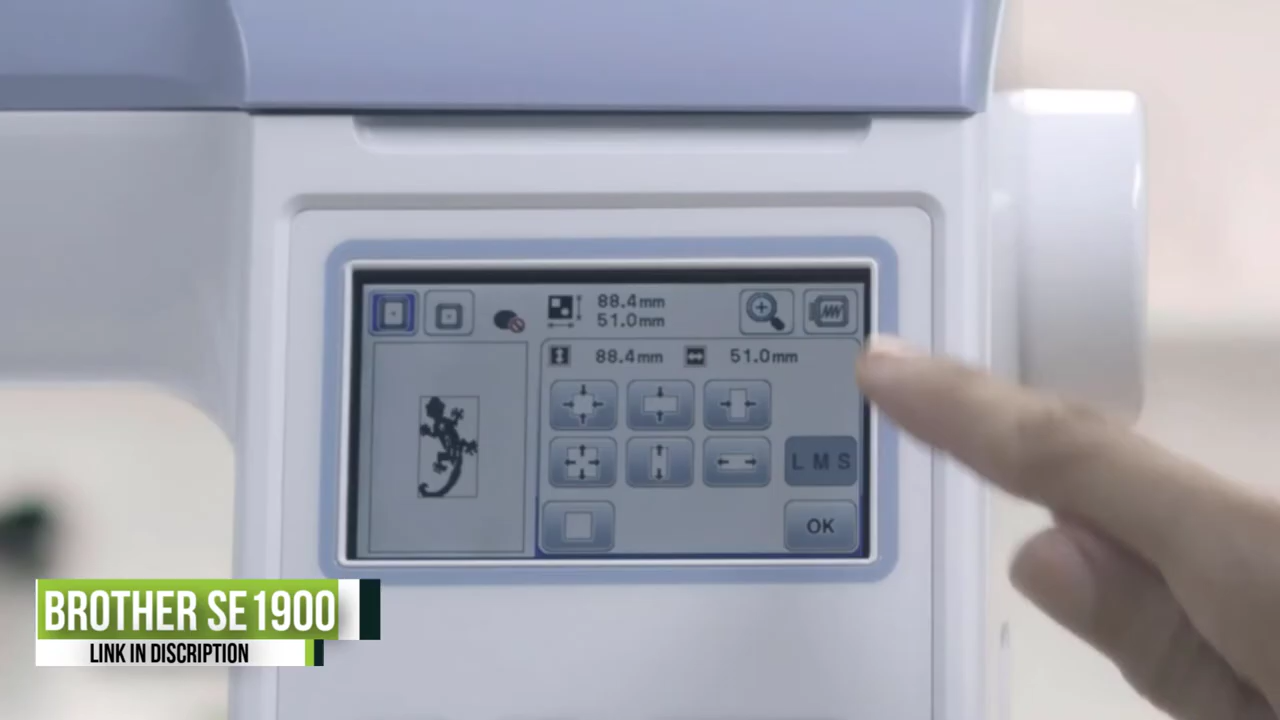 88.4mm
51.0mm
88.4mm 51.0mm
L M S
OK
BROTHER SE1900
LINK IN DISCRIPTION